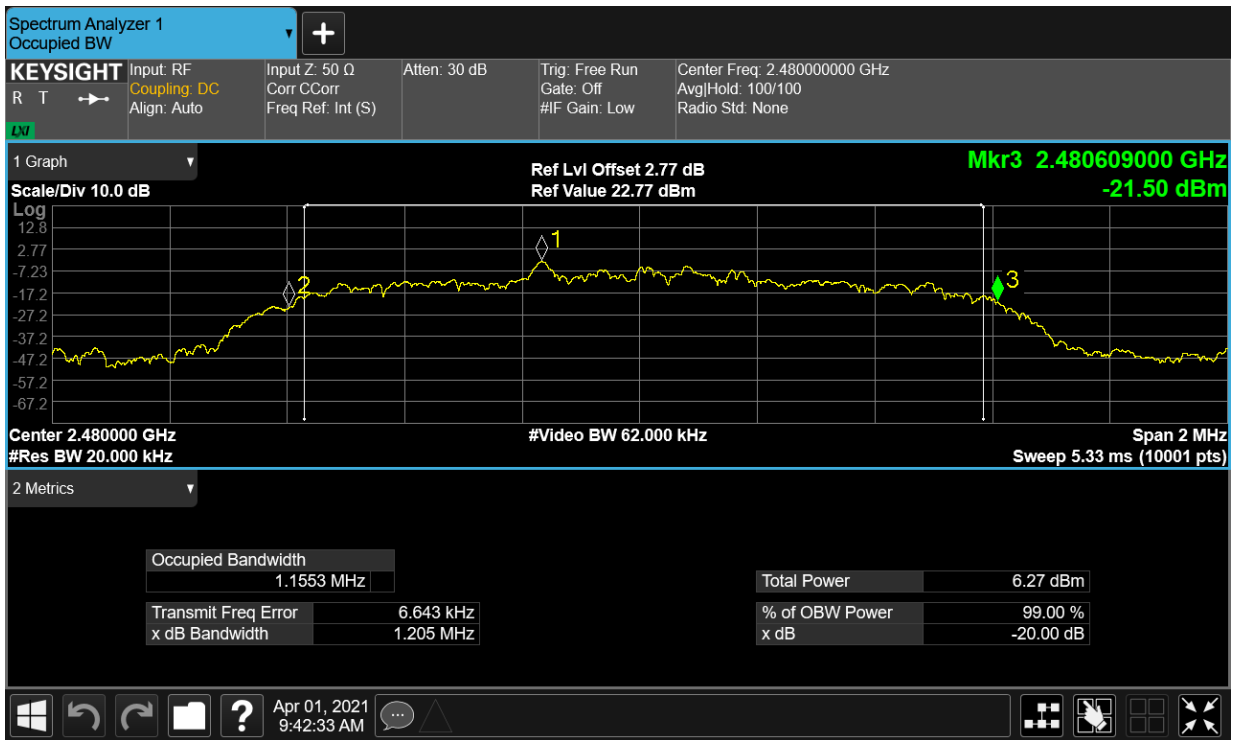 Spectrum Analyzer 1
Occupied BW
+
KEYSIGHT
R T
LXI
Input: RF
Coupling: DC
Align: Auto
Input Z: 50 Ω
Corr CCorr
Freq Ref: Int (S)
Atten: 30 dB
Trig: Free Run
Gate: Off
#IF Gain: Low
Center Freq: 2.480000000 GHz
Avg|Hold: 100/100
Radio Std: None
1 Graph
Scale/Div 10.0 dB
Ref Lvl Offset 2.77 dB
Ref Value 22.77 dBm
Mkr3 2.480609000 GHz
-21.50 dBm
Log
12.8
2.77
-7.23
-17.2
-27.2
-37.2
-47.2
-57.2
-67.2
1
2
3
Center 2.480000 GHz
#Res BW 20.000 kHz
#Video BW 62.000 kHz
Span 2 MHz
Sweep 5.33 ms (10001 pts)
2 Metrics
Occupied Bandwidth
1.1553 MHz
Transmit Freq Error 6.643 kHz
x dB Bandwidth 1.205 MHz
Total Power 6.27 dBm
% of OBW Power 99.00 %
x dB -20.00 dB
?
Apr 01, 2021
9:42:33 AM